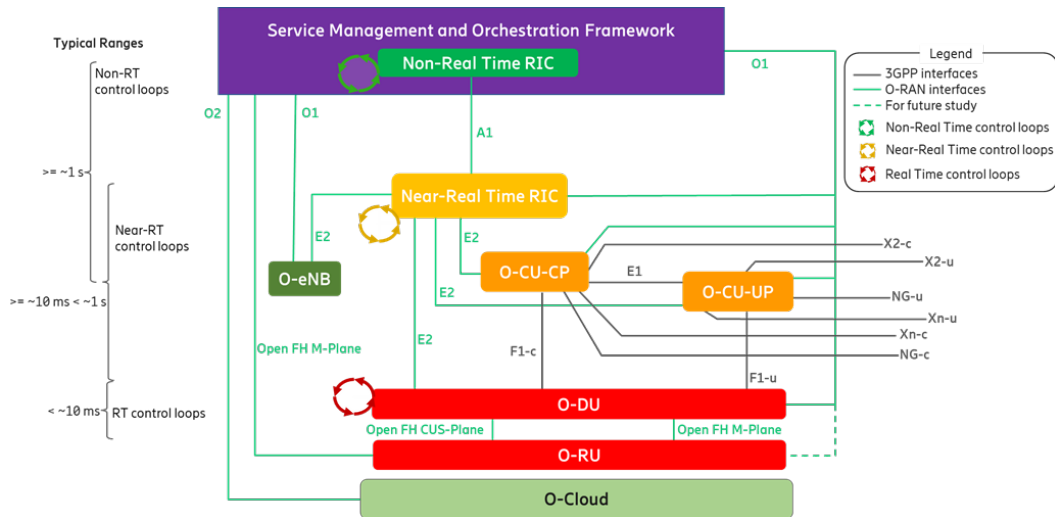 Service Management and Orchestration Framework
Non-Real Time RIC
Typical Ranges
Non-RT
control loops
>= ~1 s
Near-RT
control loops
>= ~10 ms < ~1 s
< ~10 ms
RT control loops
O2
O1
A1
O1
Legend
3GPP interfaces
O-RAN interfaces
For future study
Non-Real Time control loops
Near-Real Time control loops
Real Time control loops
Near-Real Time RIC
E2
E2
E2
E2
O-eNB
O-CU-CP
E1
O-CU-UP
X2-c
X2-u
NG-u
Xn-u
Xn-c
NG-c
Open FH M-Plane
F1-c
F1-u
O-DU
Open FH CUS-Plane
Open FH M-Plane
O-RU
O-Cloud